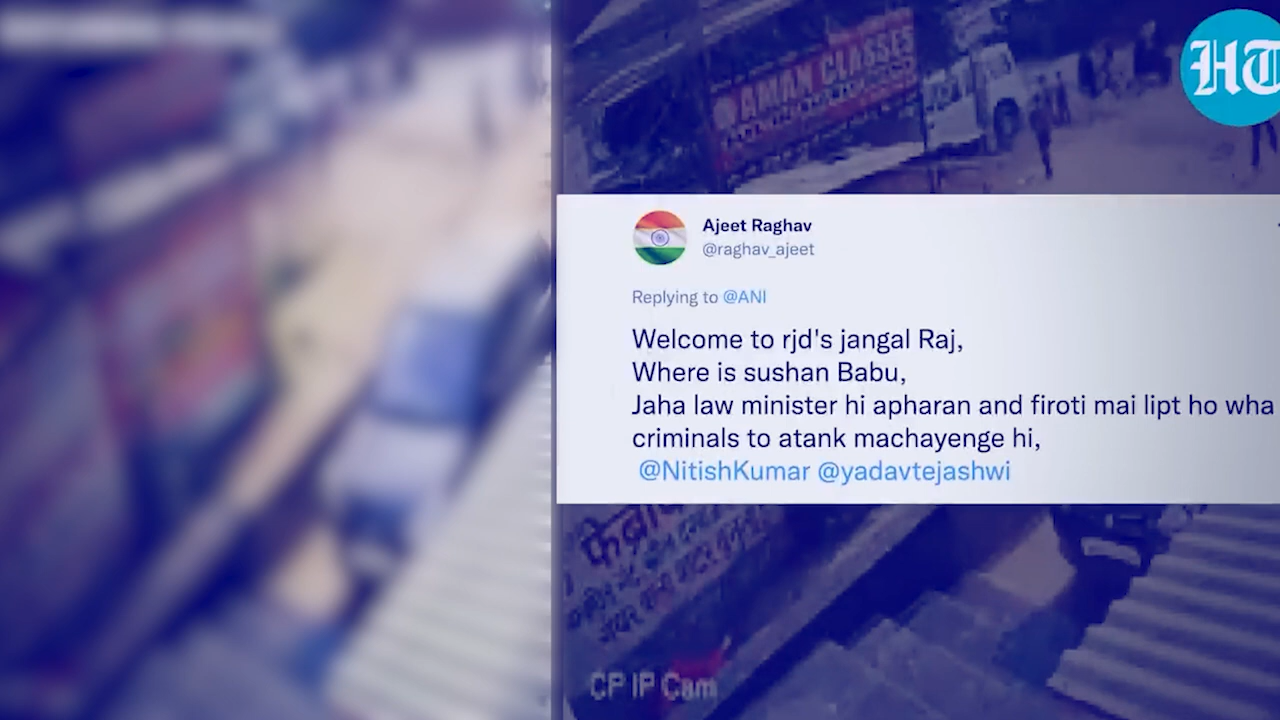 AMAN CLASSES
HT
Ajeet Raghav
@raghav_ajeet
Replying to @ANI
Welcome to rjd's jangal Raj,
Where is sushan Babu,
Jaha law minister hi apharan and firoti mai lipt ho wha
criminals to atank machayenge hi,
@NitishKumar @yadavtejashwi
CP IP Cam